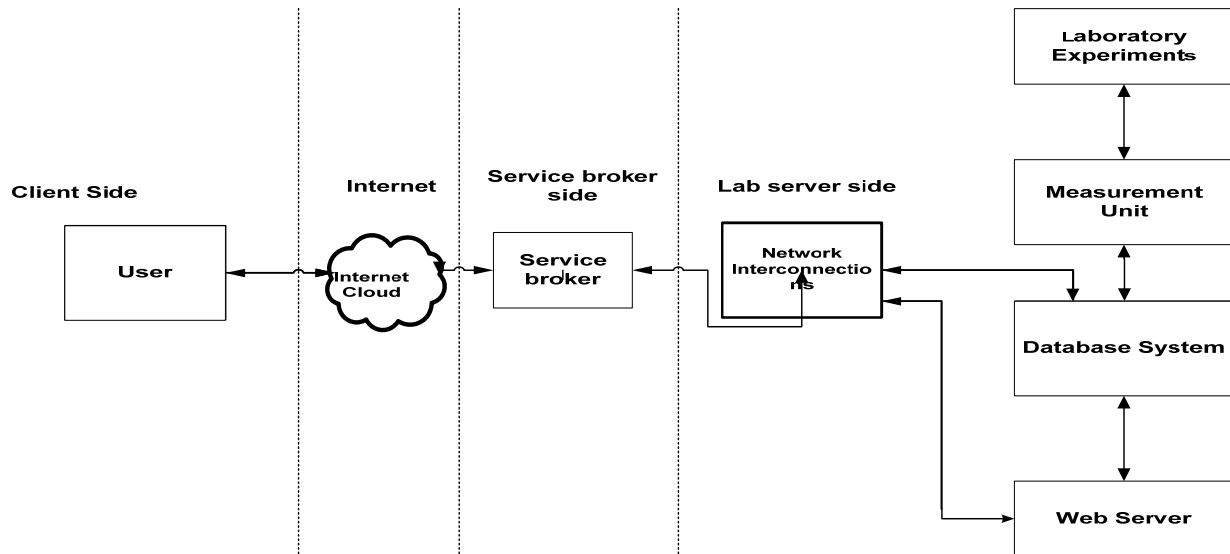 Laboratory
Experiments
Client Side
Internet
Service broker
side
Lab server side
Measurement
Unit
User
Internet
Cloud
Service
broker
Network
Interconnectio
ns
Database System
Web Server